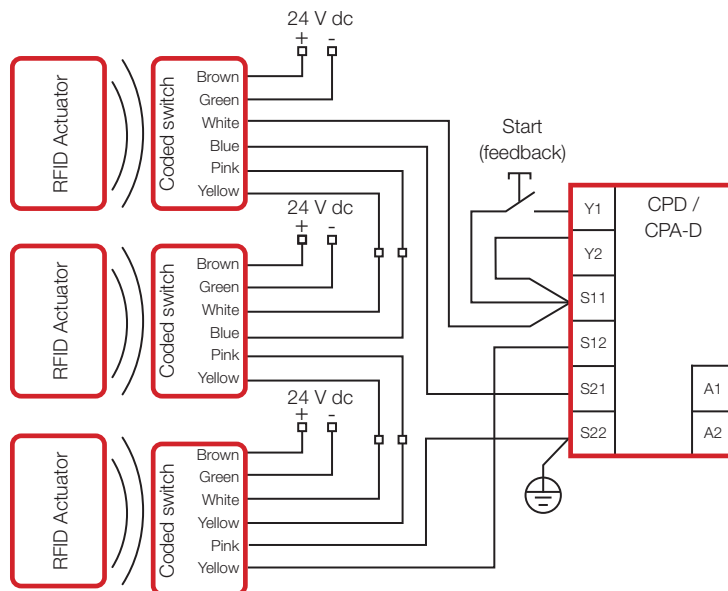 24 V dc
+ -
RFID Actuator
Coded switch
Brown
Green
White
Blue
Pink
Yellow
24 V dc
+ -
RFID Actuator
Coded switch
Brown
Green
White
Blue
Pink
Yellow
24 V dc
+ -
RFID Actuator
Coded switch
Brown
Green
White
Yellow
Pink
Yellow
Start
(feedback)
Y1
Y2
S11
S12
S21
S22
CPD /
CPA-D
A1
A2